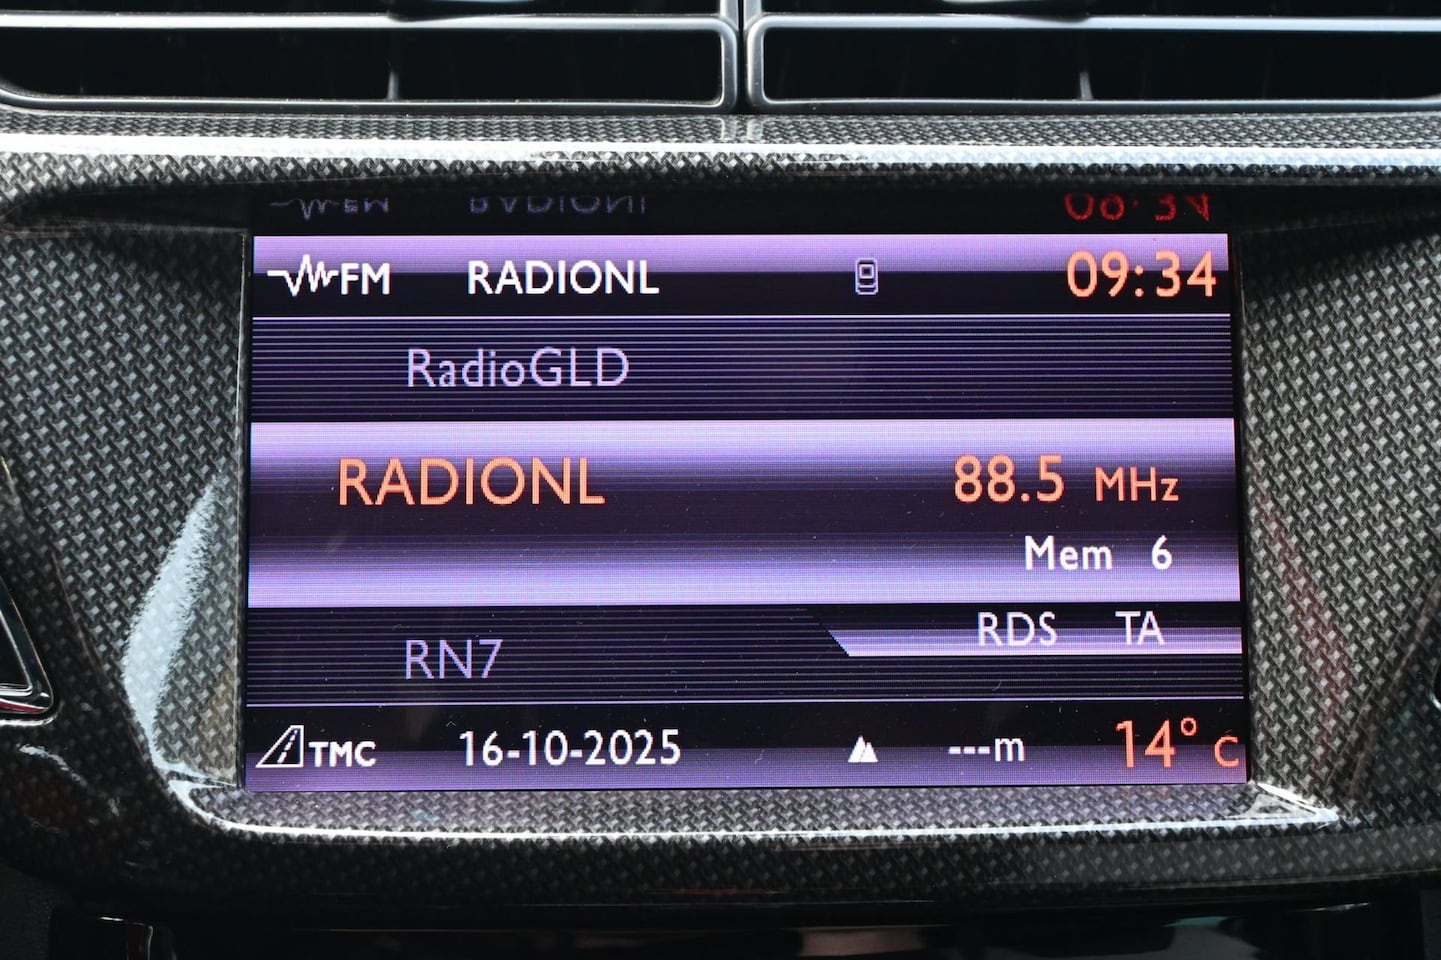 FM RADIONL 09:34
RadioGLD
RADIONL 88.5 MHz
Mem 6
RDS TA
RN7
TMC 16-10-2025 ---m 14° C